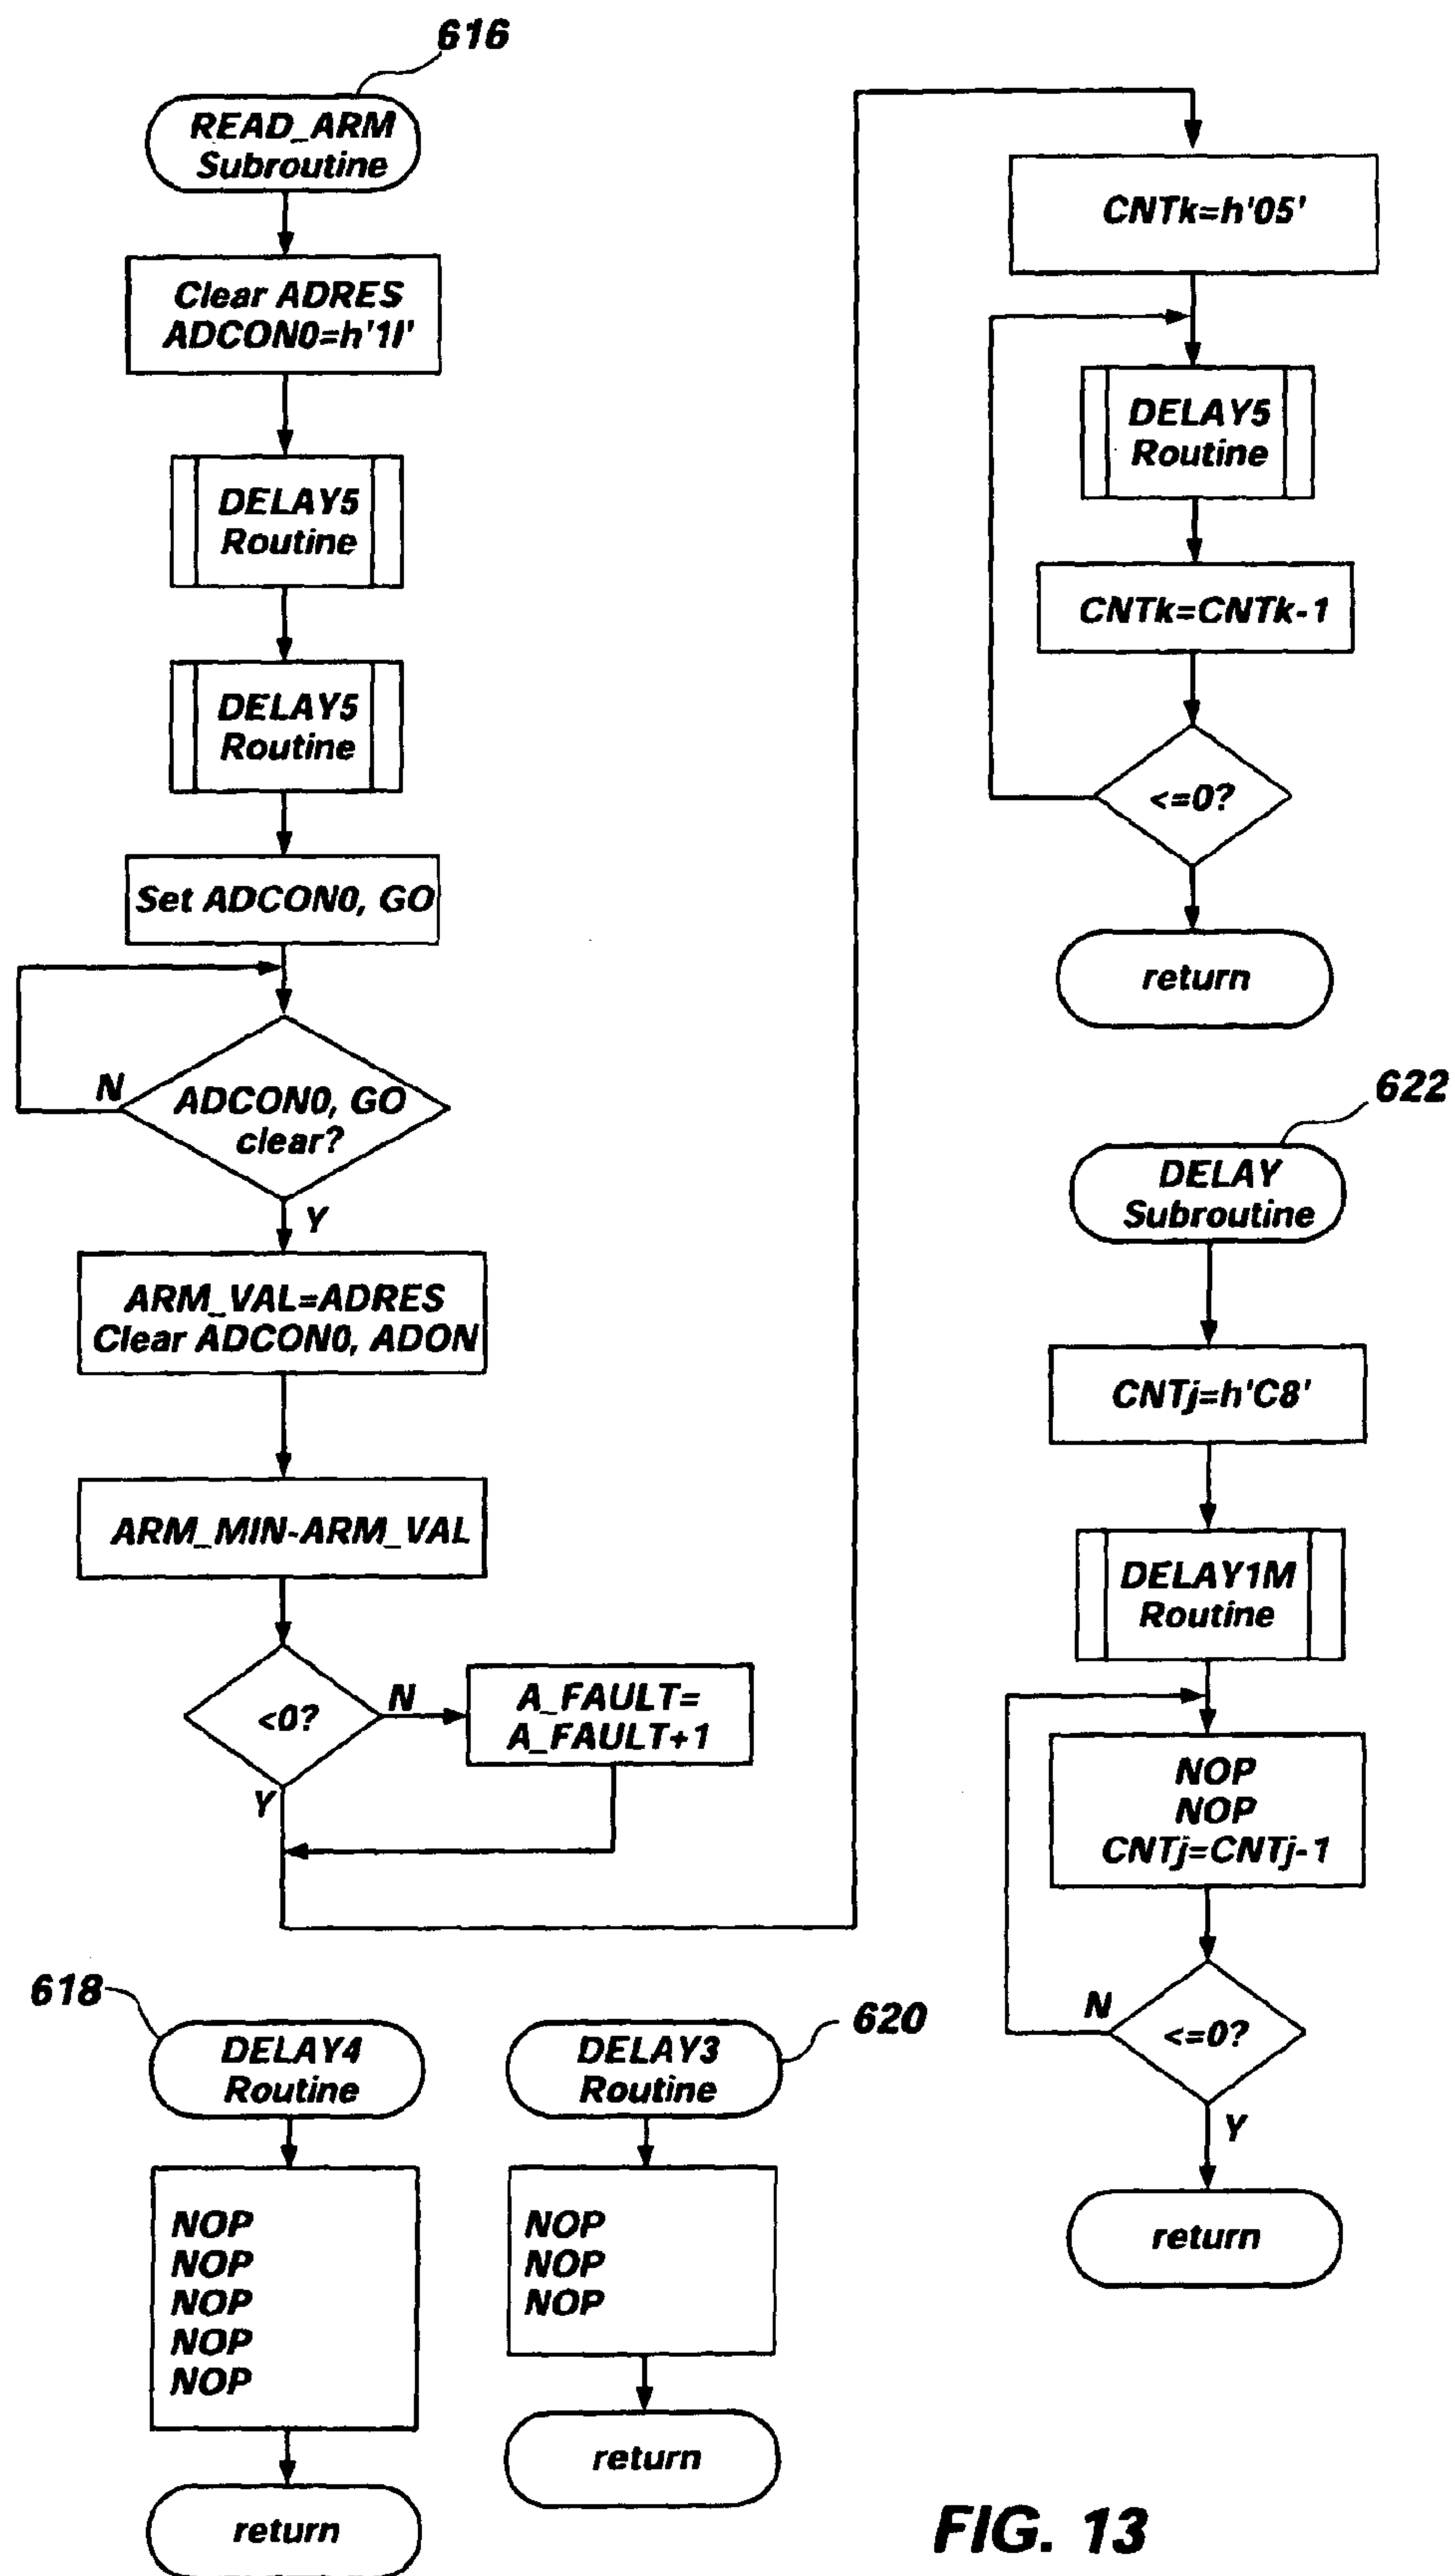 616
READ_ARM
Subroutine
Clear ADRES
ADCON0=h'1I'
DELAY5
Routine
DELAY5
Routine
Set ADCON0, GO
N
ADCON0, GO
clear?
Y
ARM_VAL=ADRES
Clear ADCON0, ADON
ARM_MIN-ARM_VAL
<0?
N
A_FAULT=
A_FAULT+1
Y
CNTk=h'05'
DELAY5
Routine
CNTk=CNTk-1
<=0?
return
622
DELAY
Subroutine
CNTj=h'C8'
DELAY1M
Routine
NOP
NOP
CNTj=CNTj-1
N
<=0?
Y
return
618
DELAY4
Routine
NOP
NOP
NOP
NOP
NOP
return
620
DELAY3
Routine
NOP
NOP
NOP
return
FIG. 13